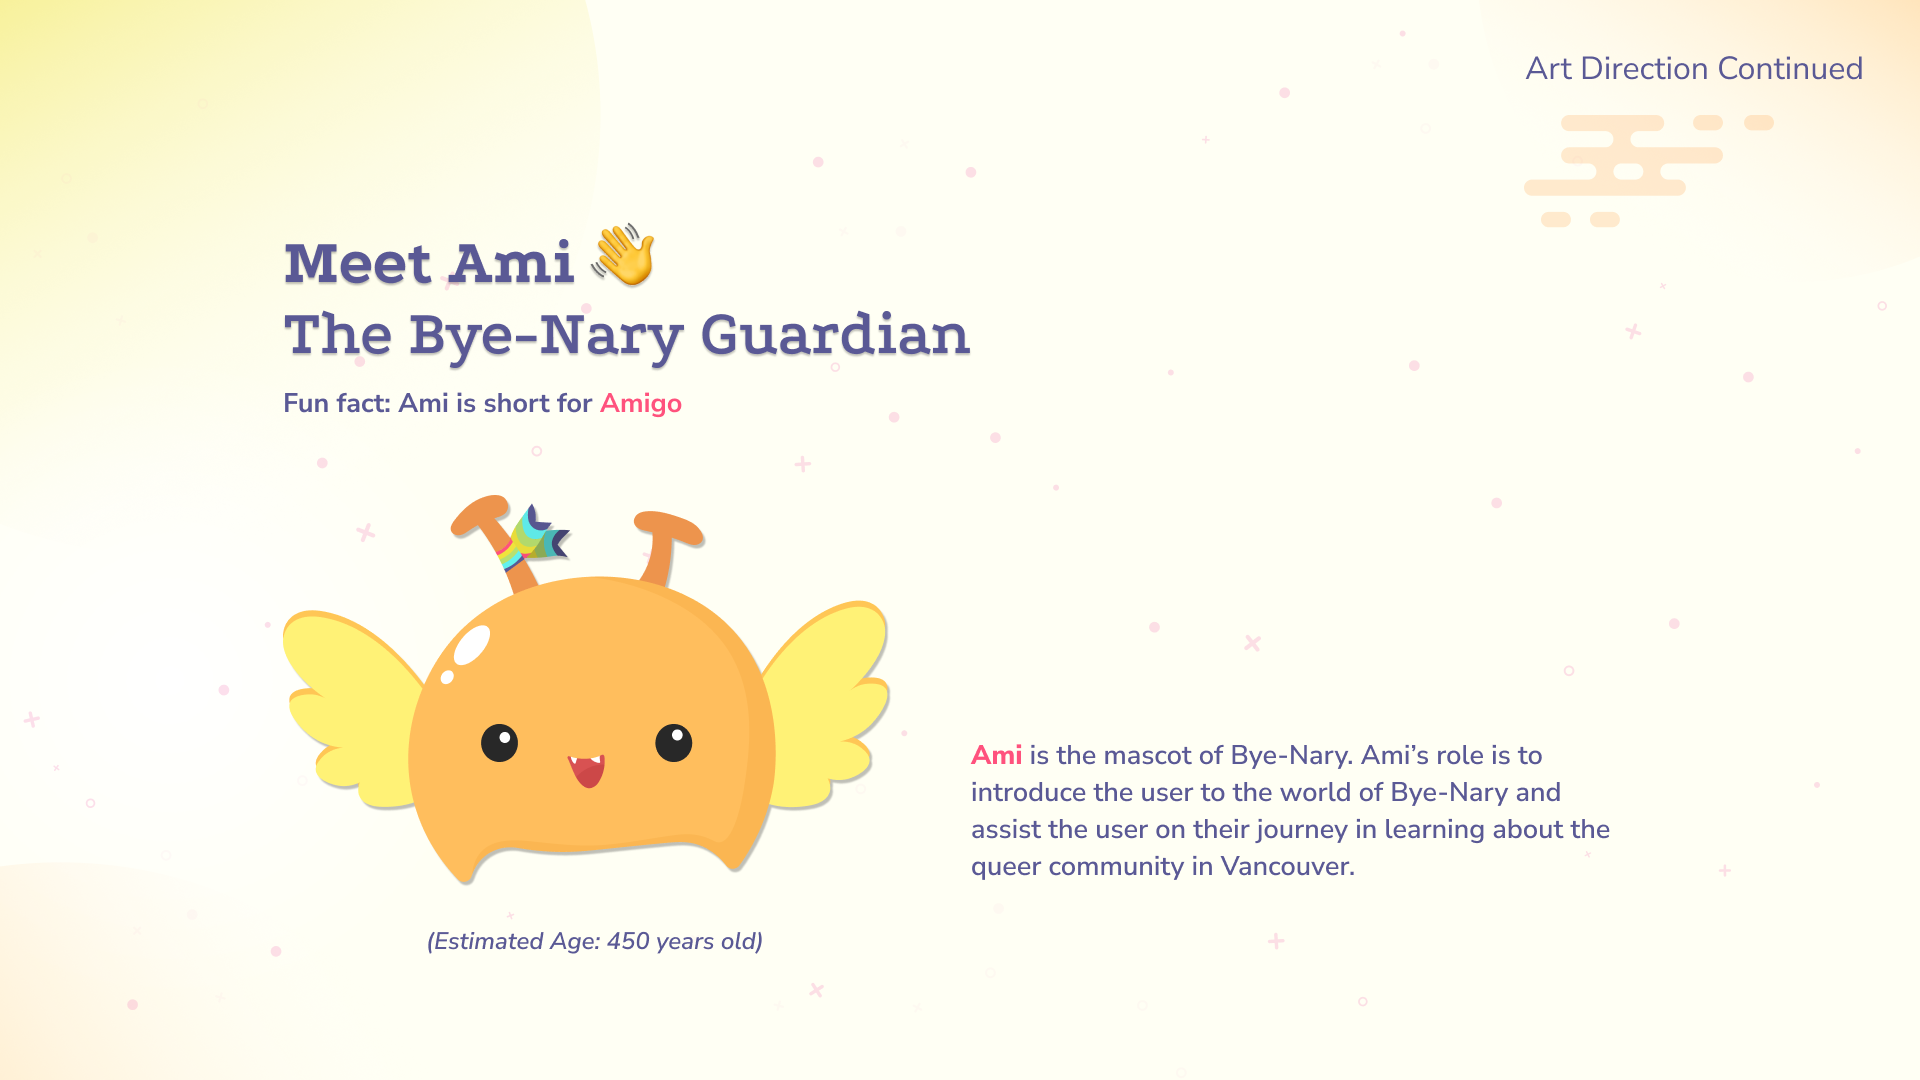 Art Direction Continued
Meet Ami 👋
The Bye-Nary Guardian
Fun fact: Ami is short for Amigo
Ami is the mascot of Bye-Nary. Ami’s role is to
introduce the user to the world of Bye-Nary and
assist the user on their journey in learning about the
queer community in Vancouver.
(Estimated Age: 450 years old)